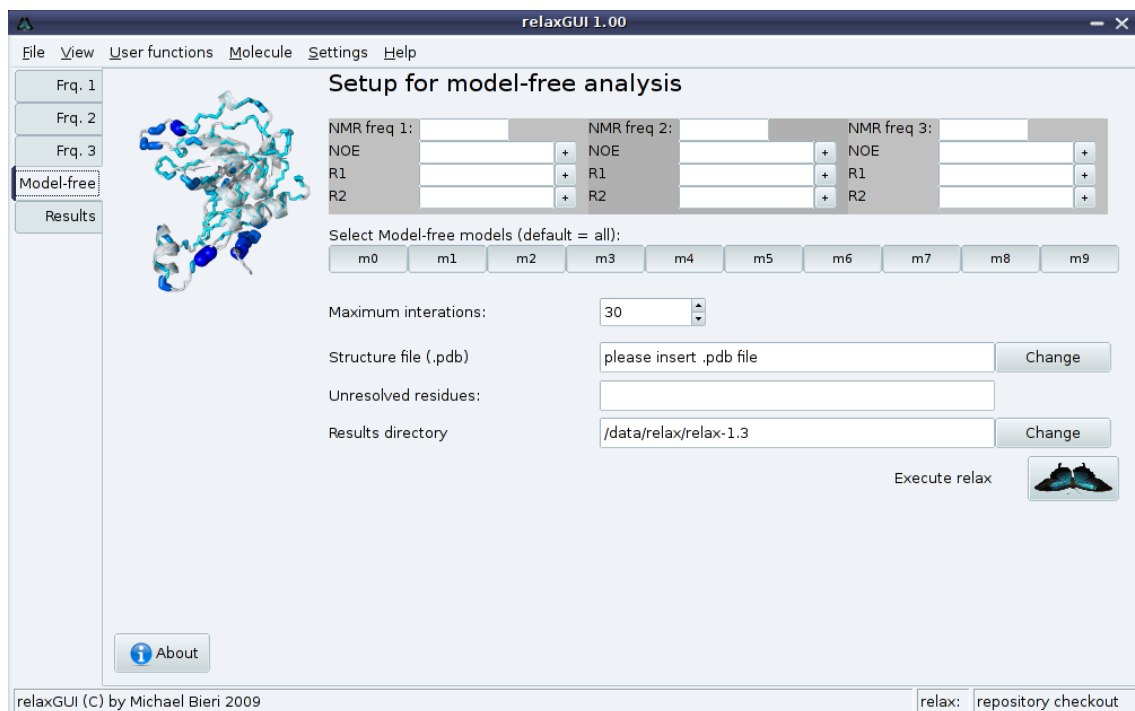 relaxGUI 1.00
File View User functions Molecule Settings Help
Frq. 1
Frq. 2
Frq. 3
Model-free
Results
Setup for model-free analysis
NMR freq 1: NMR freq 2: NMR freq 3:
NOE + NOE + NOE +
R1 + R1 + R1 +
R2 + R2 + R2 +
Select Model-free models (default = all):
m0 m1 m2 m3 m4 m5 m6 m7 m8 m9
Maximum interations: 30
Structure file (.pdb) please insert .pdb file Change
Unresolved residues:
Results directory /data/relax/relax-1.3 Change
Execute relax
About
relaxGUI (C) by Michael Bieri 2009 relax: repository checkout